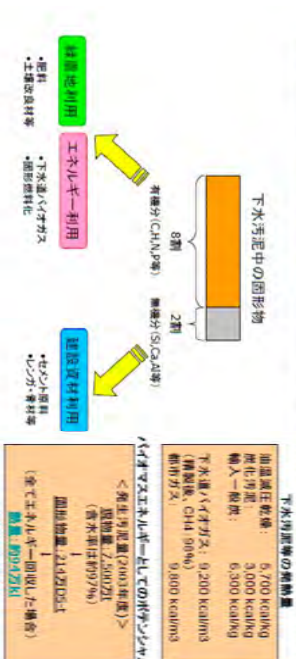 下水汚泥中の固形物
8割
2割
有機分(C,H,N,P等)
無機分(Si,Ca,Al等)
緑農地利用
•肥料
•土壌改良材等
エネルギー利用
•下水道バイオガス
•固形燃料化
建設資材利用
•セメント原料
•レンガ・骨材等
下水汚泥等の発熱量
油温減圧乾燥: 5,700 kcal/kg
炭化汚泥: 3,000 kcal/kg
輸入一般炭: 6,300 kcal/kg
下水道バイオガス: 9,200 kcal/m3
(精製後、CH4 98%)
都市ガス: 9,800 kcal/m3
バイオマスエネルギーとしてのポテンシャル
<発生汚泥量(2003年度)>
現物量:7,500万t
(含水率は約97%)
固形物量:214万DS-t
↓
(全てエネルギー回収した場合)
熱量:約94万kl